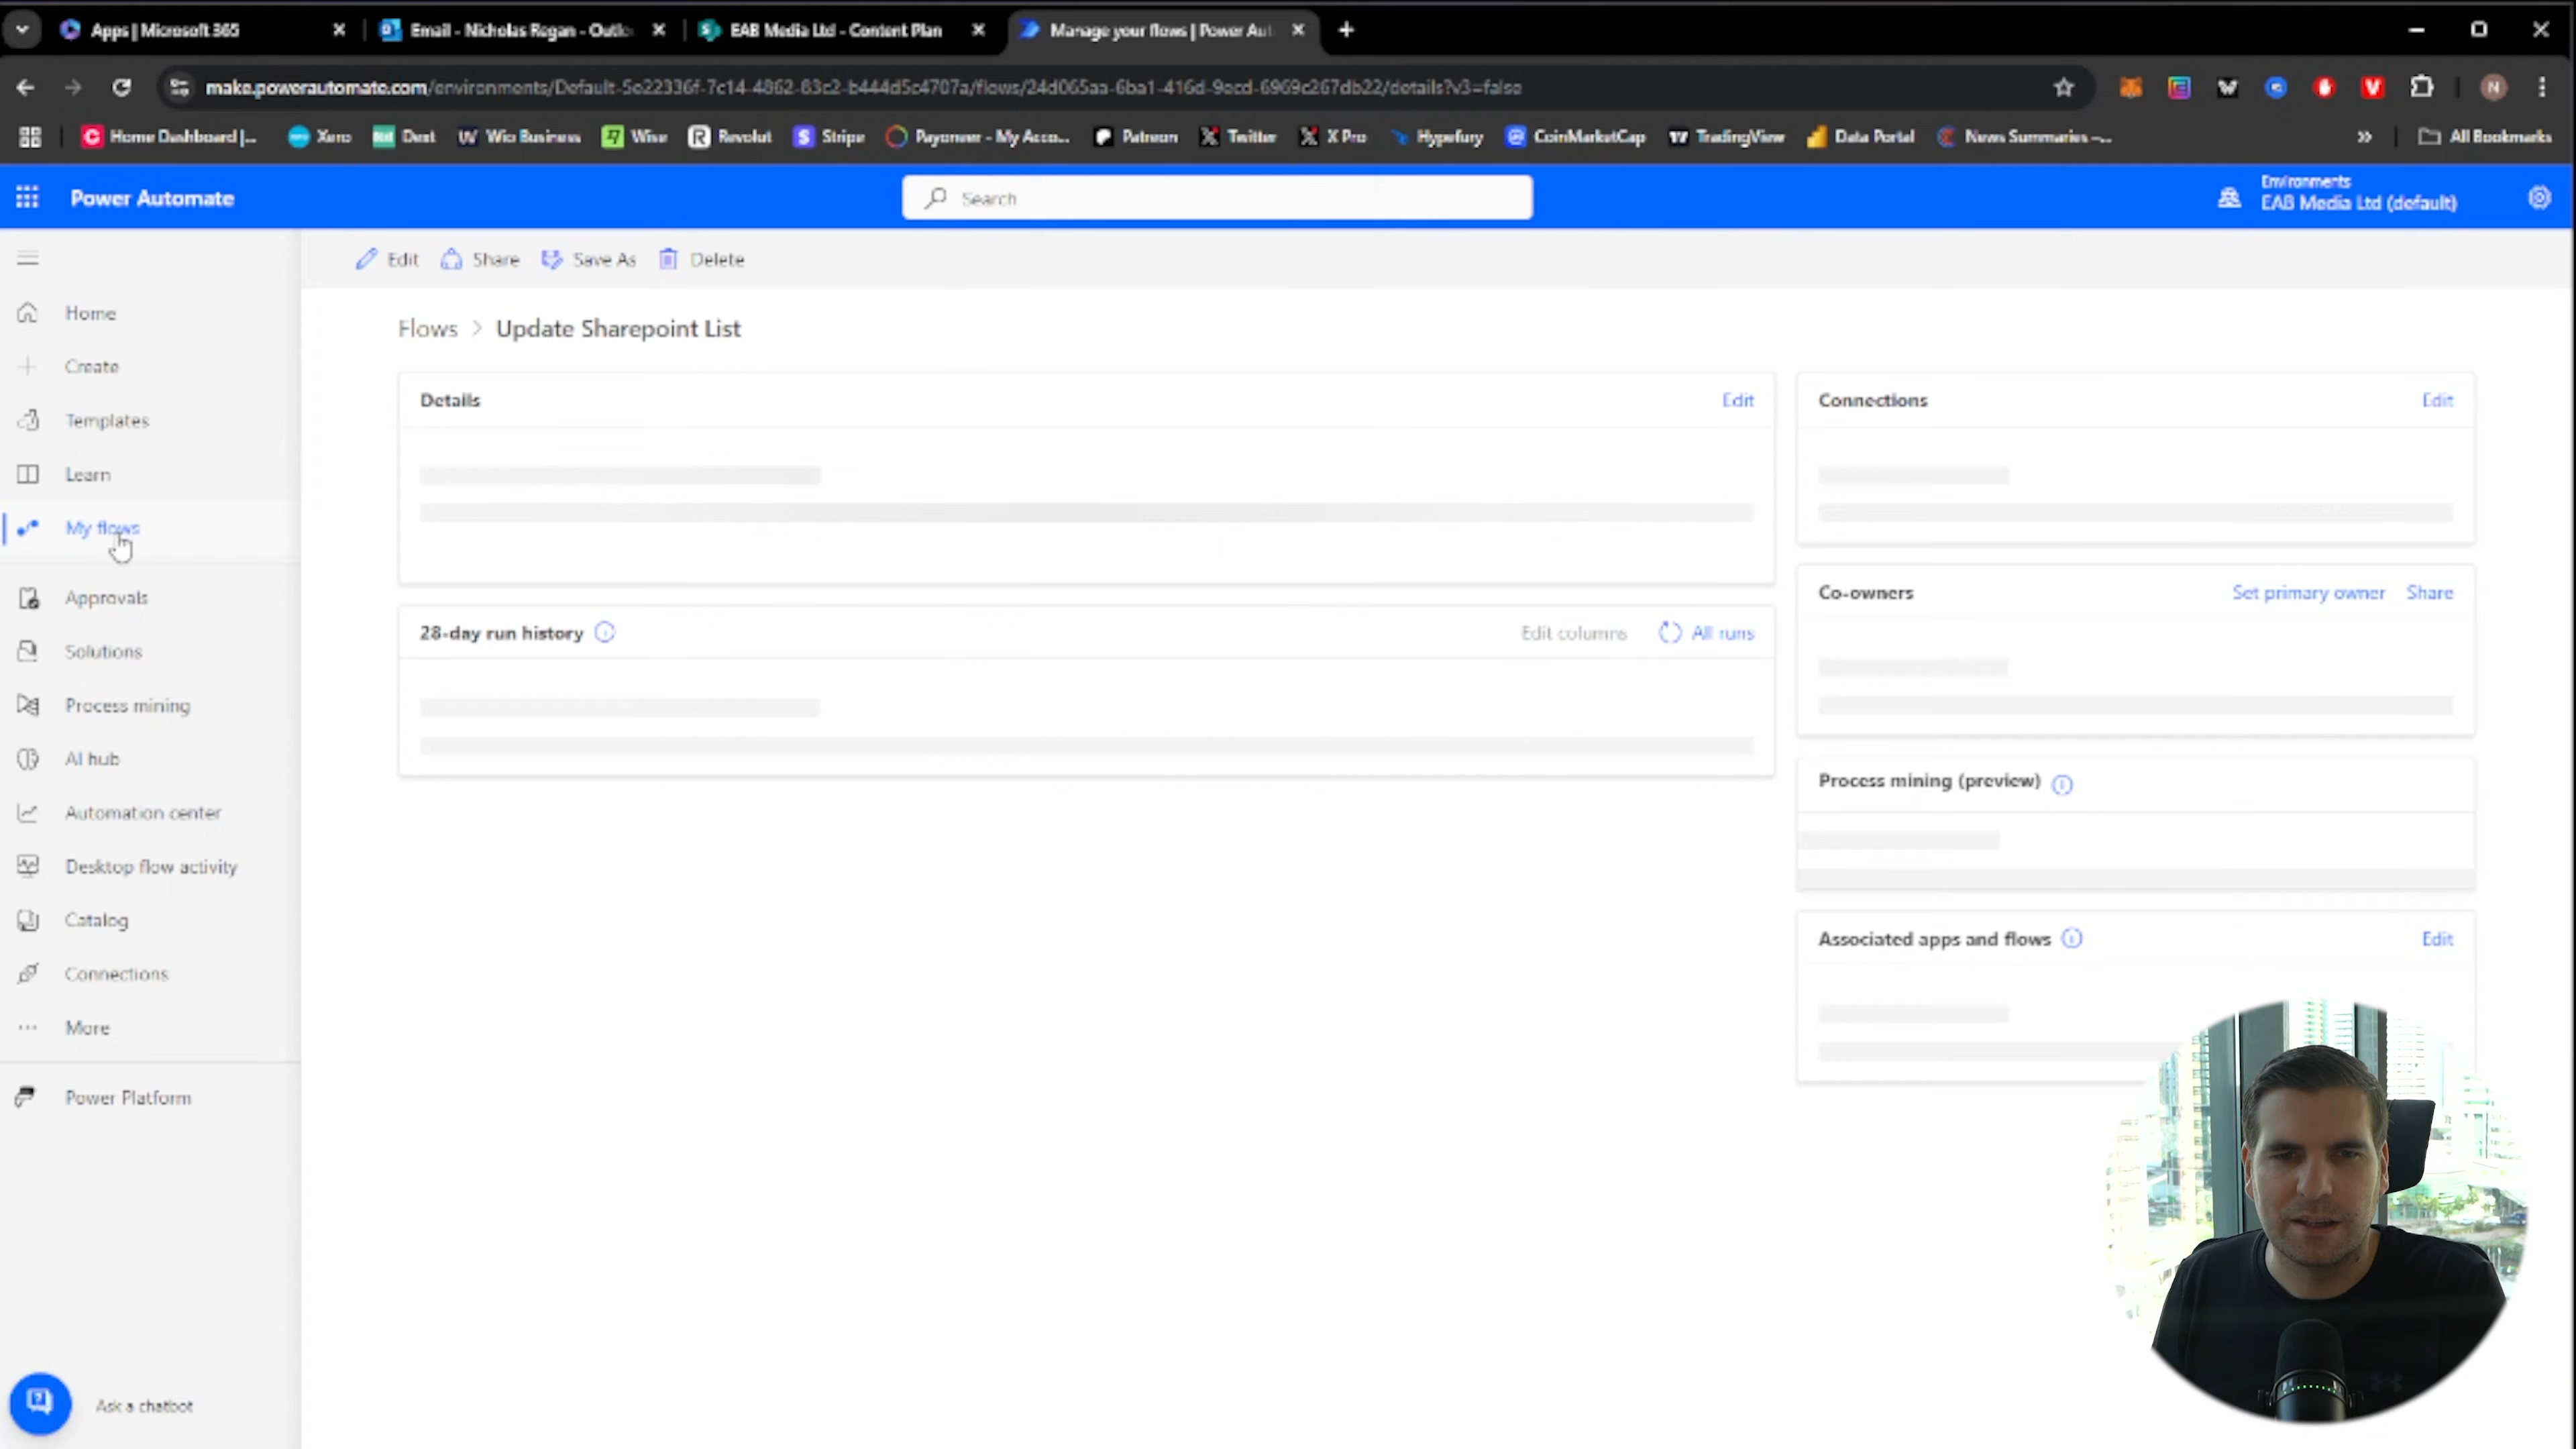 Apps | Microsoft 365
Email - Nicholas Regan - Outlo
EAB Media Ltd - Content Plan
Manage your flows | Power Aut
make.powerautomate.com/environments/Default-5e22336f-7c14-4862-83c2-b444d5c4707a/flows/24d065aa-6ba1-416d-9ecd-6969c267db22/details?v3=false
N
Home Dashboard |...
Xero
Dext
Wio Business
Wise
Revolut
Stripe
Payoneer - My Acco...
Patreon
Twitter
X Pro
Hypefury
CoinMarketCap
TradingView
Data Portal
News Summaries –...
All Bookmarks
Power Automate
Search
Environments
EAB Media Ltd (default)
Edit
Share
Save As
Delete
Home
Create
Templates
Learn
My flows
Approvals
Solutions
Process mining
AI hub
Automation center
Desktop flow activity
Catalog
Connections
More
Power Platform
Ask a chatbot
Flows > Update Sharepoint List
Details
Edit
28-day run history
Edit columns
All runs
Connections
Edit
Co-owners
Set primary owner
Share
Process mining (preview)
Associated apps and flows
Edit